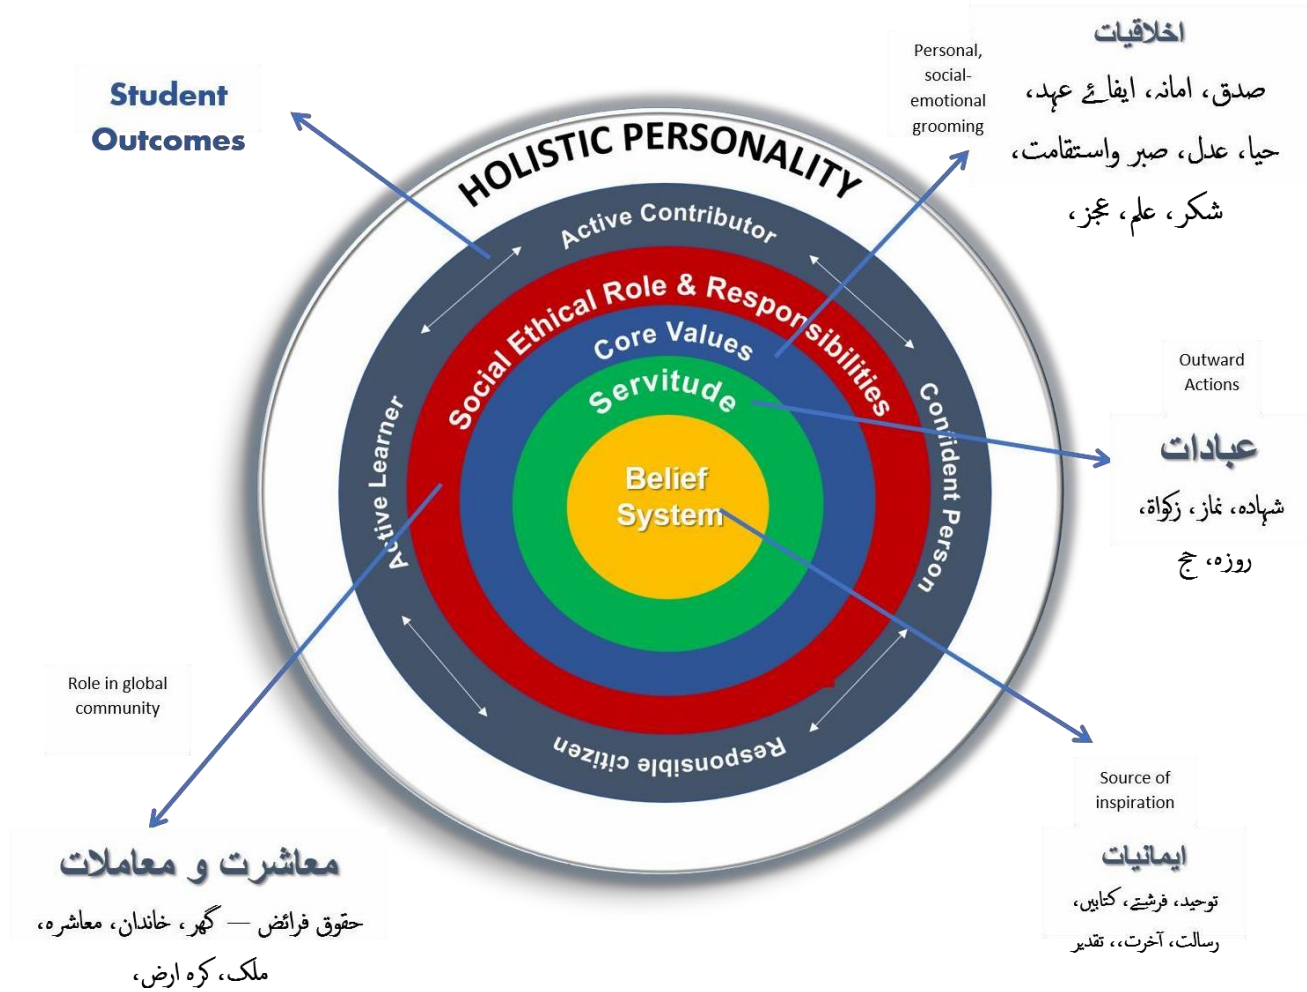 Student
Outcomes
Personal,
social-
emotional
grooming
اخلاقیات
صدق، امانہ، ایفائے عہد،
حیا، عدل، صبر واستقامت،
شکر، علم، عجز،
HOLISTIC PERSONALITY
Active Contributor
Social Ethical Role & Responsibilities
Core Values
Servitude
Belief
System
Active Learner
Confident Person
Responsible citizen
Outward
Actions
عبادات
شہادہ، نماز، زکواۃ،
روزہ، حج
Role in global
community
معاشرت و معاملات
حقوق فرائض — گھر، خاندان، معاشرہ،
ملک، کرہ ارض،
Source of
inspiration
ایمانیات
توحید، فرشتے، کتابیں،
رسالت، آخرت،، تقدیر